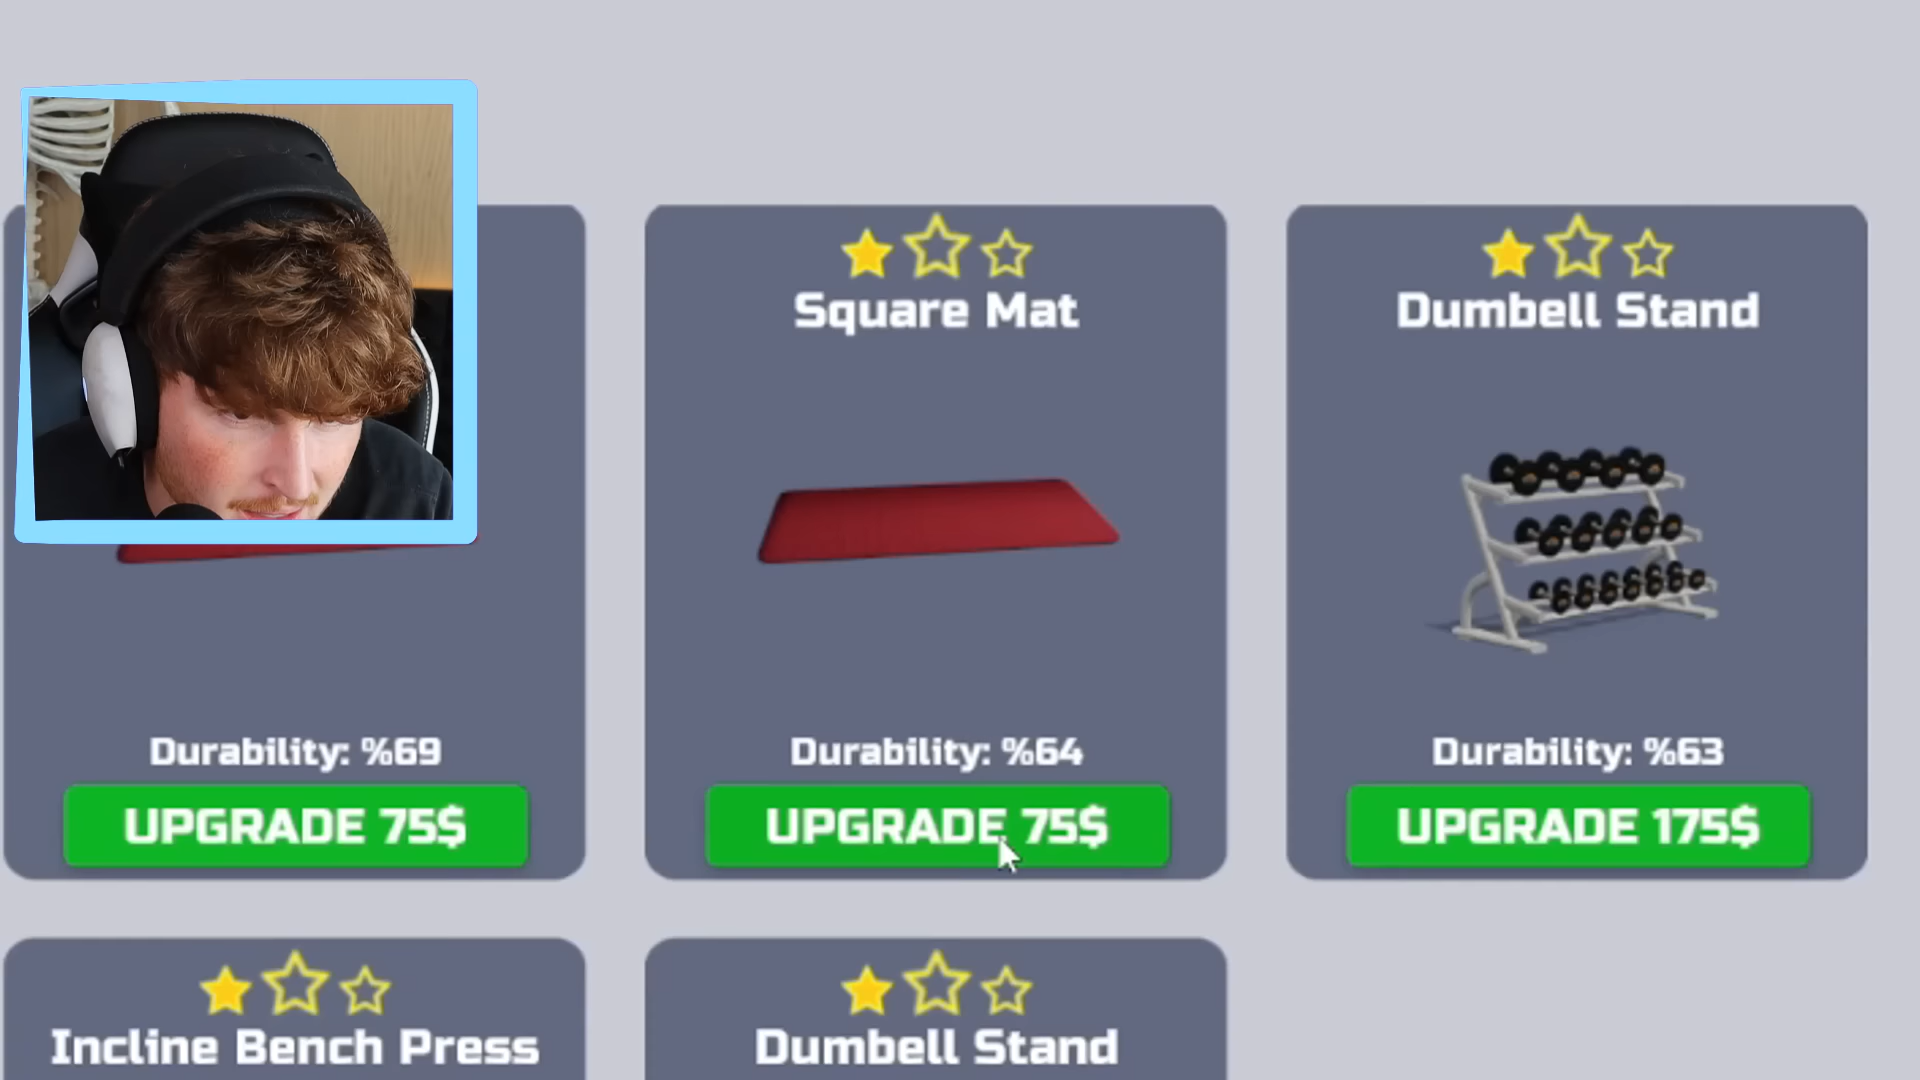 Square Mat
Dumbell Stand
Durability: %69
Durability: %64
Durability: %63
UPGRADE 75$
UPGRADE 75$
UPGRADE 175$
Incline Bench Press
Dumbell Stand